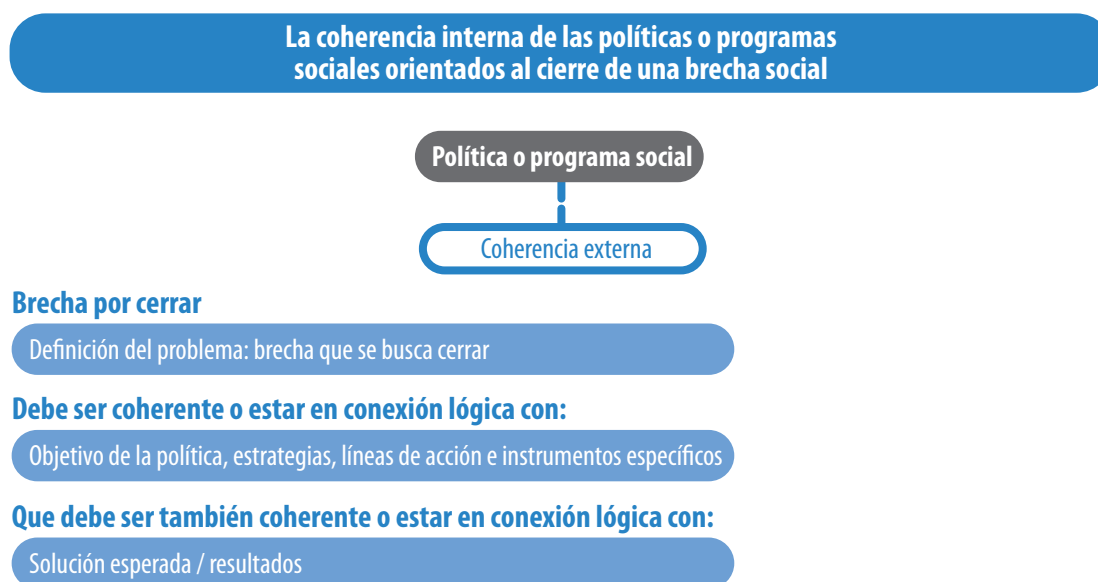 La coherencia interna de las políticas o programas
sociales orientados al cierre de una brecha social
Política o programa social
Coherencia externa
Brecha por cerrar
Definición del problema: brecha que se busca cerrar
Debe ser coherente o estar en conexión lógica con:
Objetivo de la política, estrategias, líneas de acción e instrumentos específicos
Que debe ser también coherente o estar en conexión lógica con:
Solución esperada / resultados